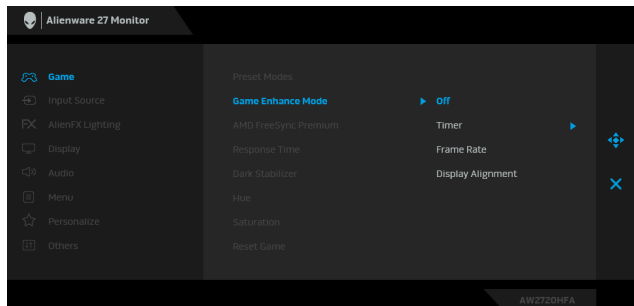 Alienware 27 Monitor
Game
Input Source
AlienFX Lighting
Display
Audio
Menu
Personalize
Others
Preset Modes
Game Enhance Mode
AMD FreeSync Premium
Response Time
Dark Stabilizer
Hue
Saturation
Reset Game
Off
Timer
Frame Rate
Display Alignment
AW2720HFA